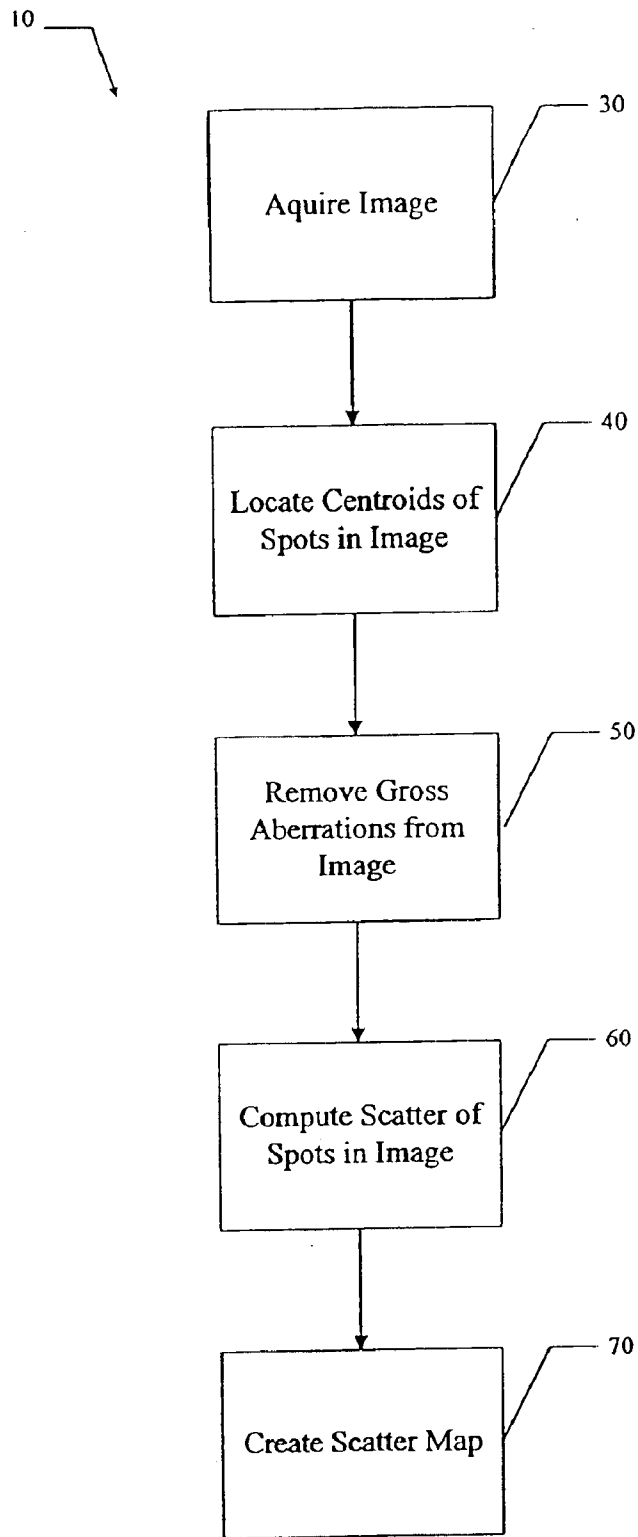 10
30
Aquire Image
40
Locate Centroids of
Spots in Image
50
Remove Gross
Aberrations from
Image
60
Compute Scatter of
Spots in Image
70
Create Scatter Map